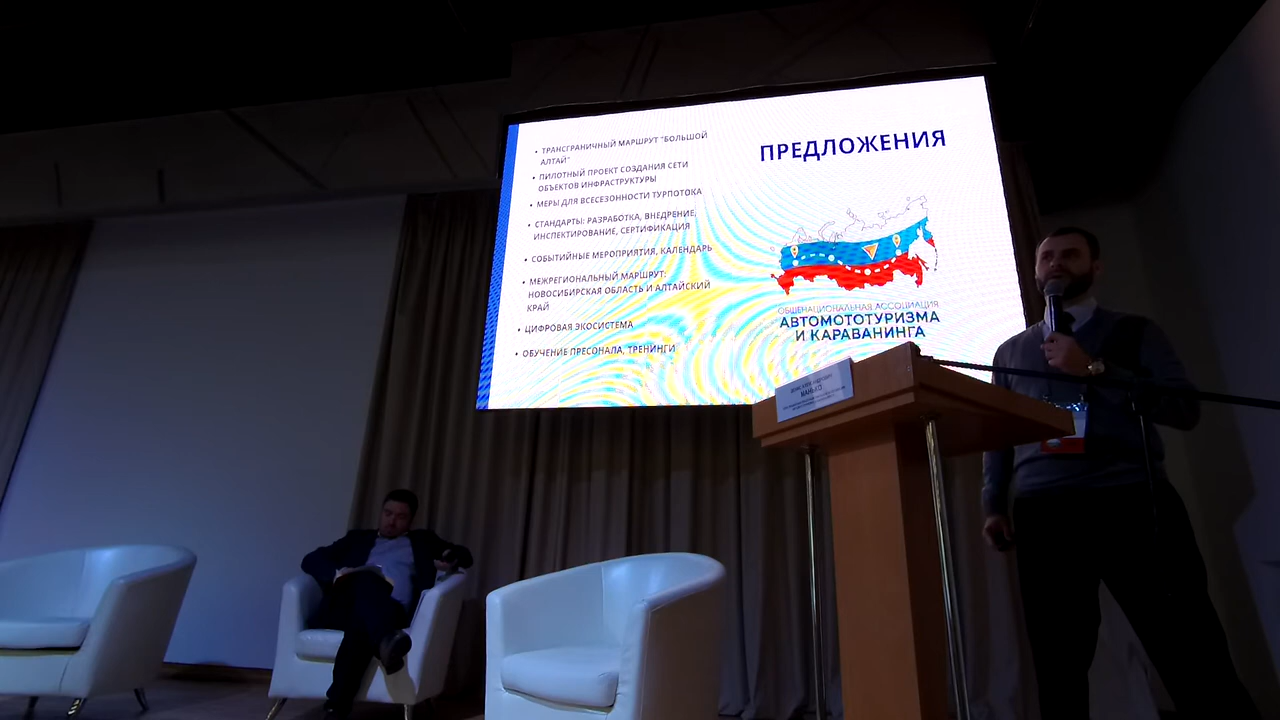 ПРЕДЛОЖЕНИЯ
• ТРАНСГРАНИЧНЫЙ МАРШРУТ "БОЛЬШОЙ
АЛТАЙ"
• ПИЛОТНЫЙ ПРОЕКТ СОЗДАНИЯ СЕТИ
ОБЪЕКТОВ ИНФРАСТРУКТУРЫ
• МЕРЫ ДЛЯ ВСЕСЕЗОННОСТИ ТУРПОТОКА
• СТАНДАРТЫ: РАЗРАБОТКА, ВНЕДРЕНИЕ,
ИНСПЕКТИРОВАНИЕ, СЕРТИФИКАЦИЯ
• СОБЫТИЙНЫЕ МЕРОПРИЯТИЯ, КАЛЕНДАРЬ
• МЕЖРЕГИОНАЛЬНЫЙ МАРШРУТ:
НОВОСИБИРСКАЯ ОБЛАСТЬ И АЛТАЙСКИЙ
КРАЙ
• ЦИФРОВАЯ ЭКОСИСТЕМА
• ОБУЧЕНИЕ ПРЕСОНАЛА, ТРЕНИНГИ
ОБЩЕНАЦИОНАЛЬНАЯ АССОЦИАЦИЯ
АВТОМОТОТУРИЗМА
И КАРАВАНИНГА
МАНЬКО